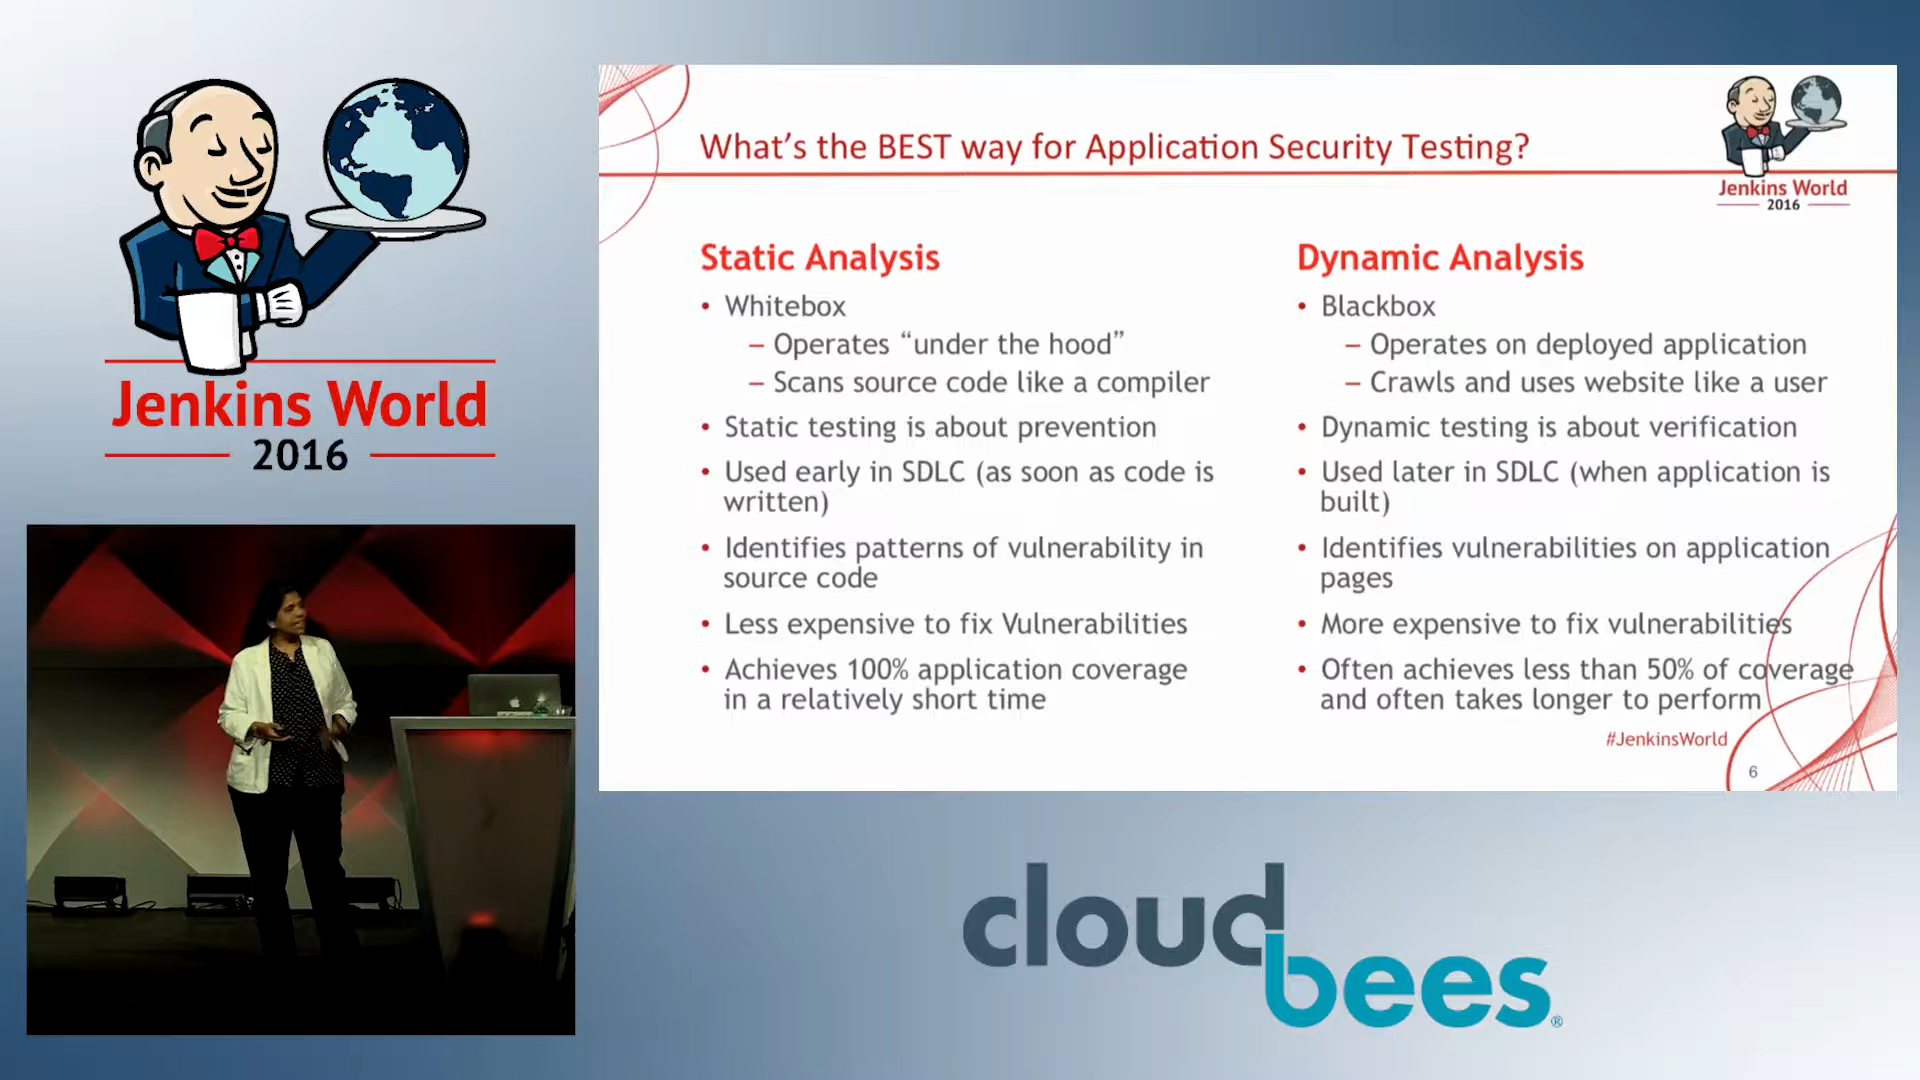 Jenkins World
2016
What's the BEST way for Application Security Testing?
Jenkins World
2016
Static Analysis
• Whitebox
– Operates “under the hood”
– Scans source code like a compiler
• Static testing is about prevention
• Used early in SDLC (as soon as code is
written)
• Identifies patterns of vulnerability in
source code
• Less expensive to fix Vulnerabilities
• Achieves 100% application coverage
in a relatively short time
Dynamic Analysis
• Blackbox
– Operates on deployed application
– Crawls and uses website like a user
• Dynamic testing is about verification
• Used later in SDLC (when application is
built)
• Identifies vulnerabilities on application
pages
• More expensive to fix vulnerabilities
• Often achieves less than 50% of coverage
and often takes longer to perform
#JenkinsWorld
6
cloud
bees®